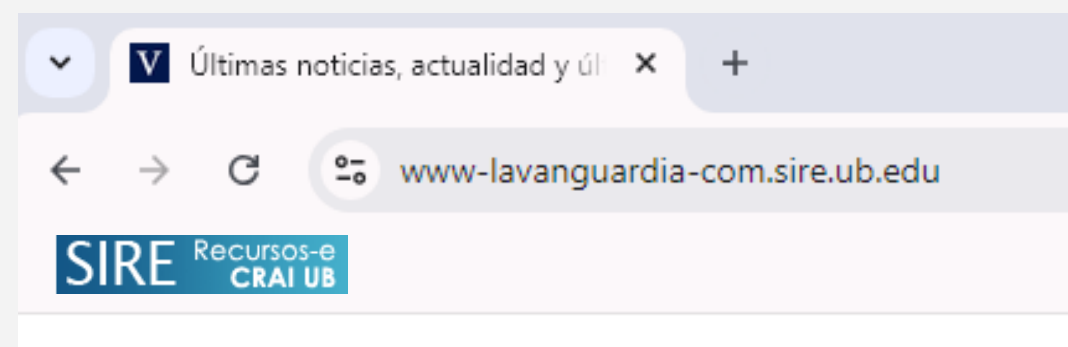 V Últimas noticias, actualidad y úl
www-lavanguardia-com.sire.ub.edu
SIRE Recursos-e
CRAI UB